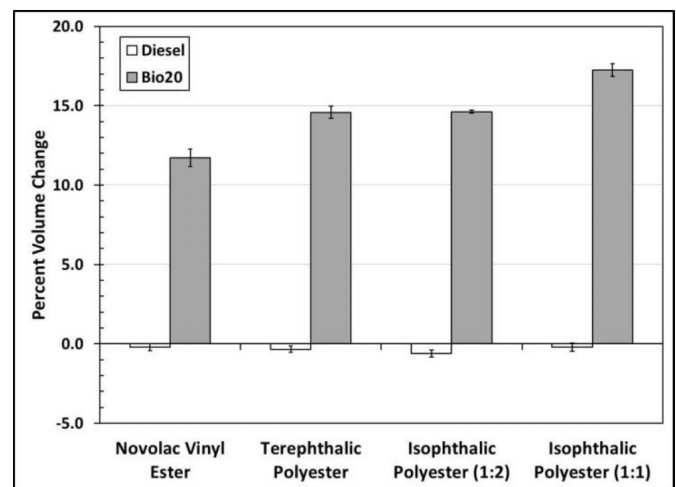 20.0
Diesel
Bio20
15.0
10.0
5.0
0.0
-5.0
Percent Volume Change
Novolac Vinyl
Ester
Terephthalic
Polyester
Isophthalic
Polyester (1:2)
Isophthalic
Polyester (1:1)